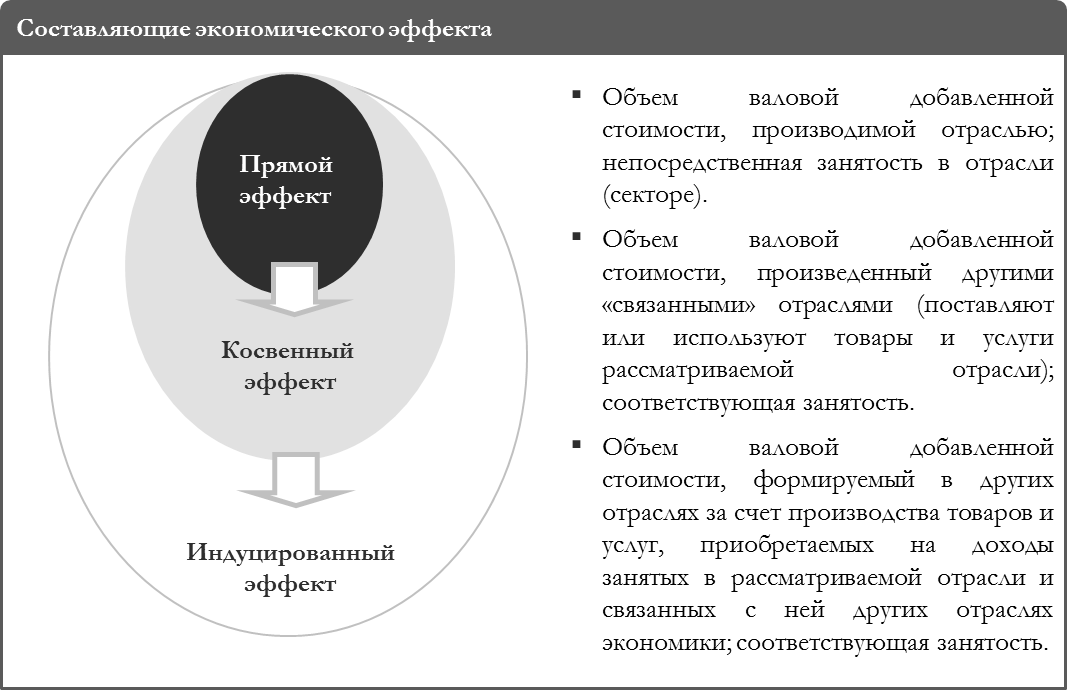 Составляющие экономического эффекта
Прямой
эффект
Косвенный
эффект
Индуцированный
эффект
▪ Объем валовой добавленной
стоимости, производимой отраслью;
непосредственная занятость в отрасли
(секторе).
▪ Объем валовой добавленной
стоимости, произведенный другими
«связанными» отраслями (поставляют
или используют товары и услуги
рассматриваемой отрасли);
соответствующая занятость.
▪ Объем валовой добавленной
стоимости, формируемый в других
отраслях за счет производства товаров и
услуг, приобретаемых на доходы
занятых в рассматриваемой отрасли и
связанных с ней других отраслях
экономики; соответствующая занятость.